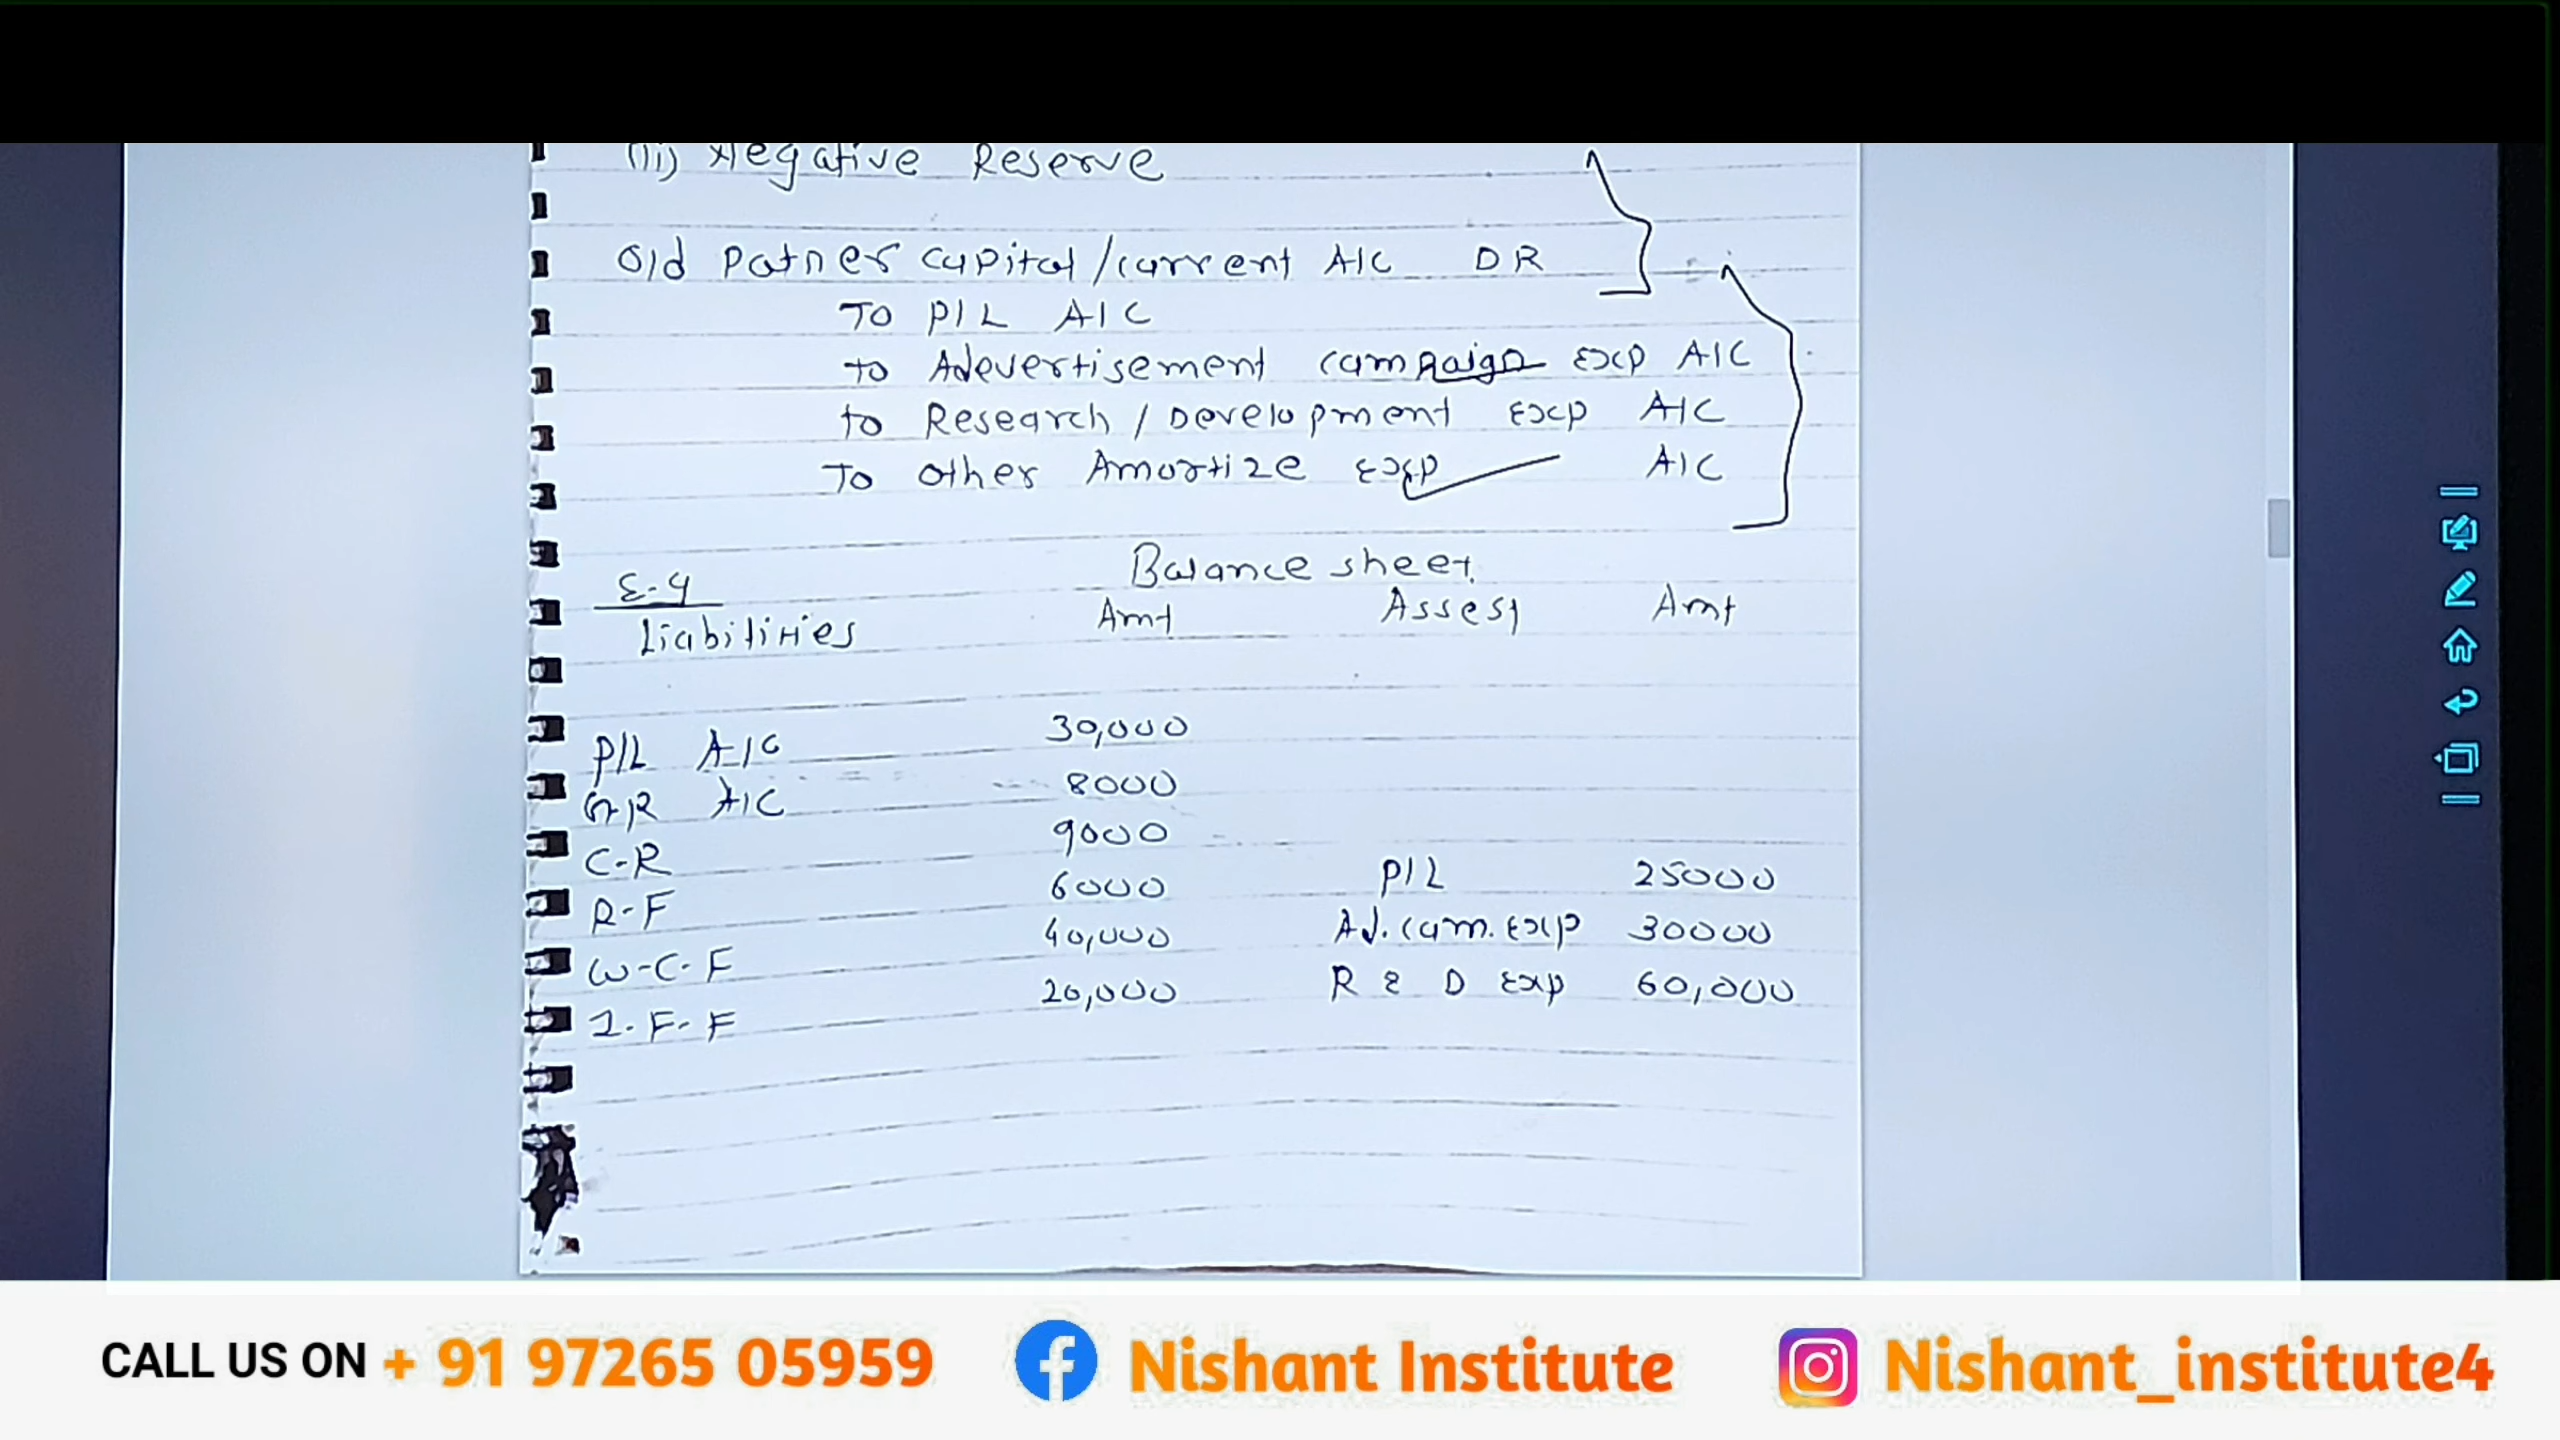 (iii) Negative Reserve
Old Patner Capital/current A/C DR
To P/L A/C
to Adevertisement campaign exp A/C
to Research / Development exp A/C
To Other Amortize exp A/C
Balance sheet
E-g
Liabilities Amt Assest Amt
P/L A/C 30,000
G/R A/C 8000
C-R 9000
R-F 6000 P/L 25000
W-C-F 40,000 Ad. cam. exp 30000
I-F-F 20,000 R & D exp 60,000
CALL US ON + 91 97265 05959 Nishant Institute Nishant_institute4